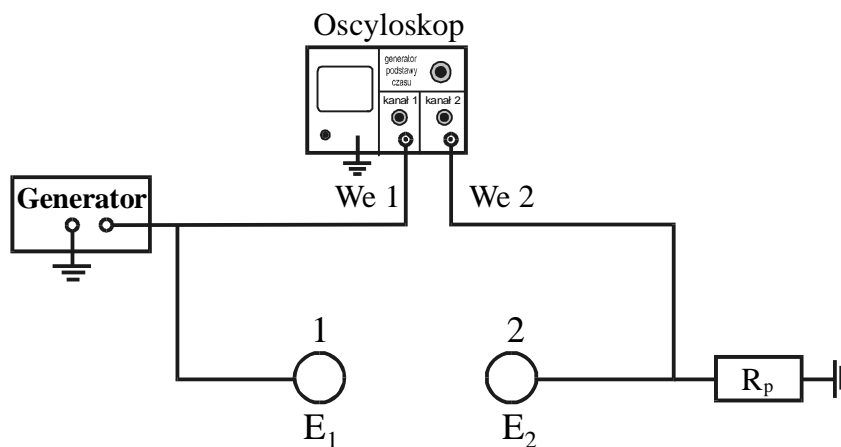 Oscyloskop
generator
podstawy
czasu
kanał 1 kanał 2
Generator
We 1 We 2
1 2
Rp
E1 E2